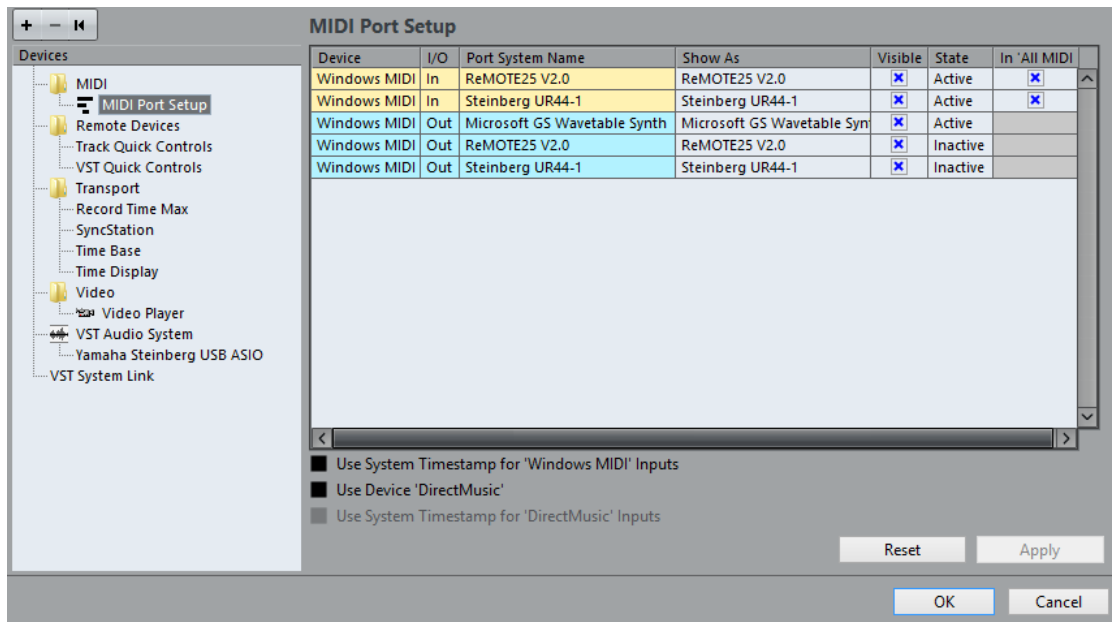 MIDI Port Setup
Devices
MIDI
MIDI Port Setup
Remote Devices
Track Quick Controls
VST Quick Controls
Transport
Record Time Max
SyncStation
Time Base
Time Display
Video
Video Player
VST Audio System
Yamaha Steinberg USB ASIO
VST System Link
Device I/O Port System Name Show As Visible State In 'All MIDI
Windows MIDI In ReMOTE25 V2.0 ReMOTE25 V2.0 Active
Windows MIDI In Steinberg UR44-1 Steinberg UR44-1 Active
Windows MIDI Out Microsoft GS Wavetable Synth Microsoft GS Wavetable Syn Active
Windows MIDI Out ReMOTE25 V2.0 ReMOTE25 V2.0 Inactive
Windows MIDI Out Steinberg UR44-1 Steinberg UR44-1 Inactive
Use System Timestamp for 'Windows MIDI' Inputs
Use Device 'DirectMusic'
Use System Timestamp for 'DirectMusic' Inputs
Reset Apply
OK Cancel